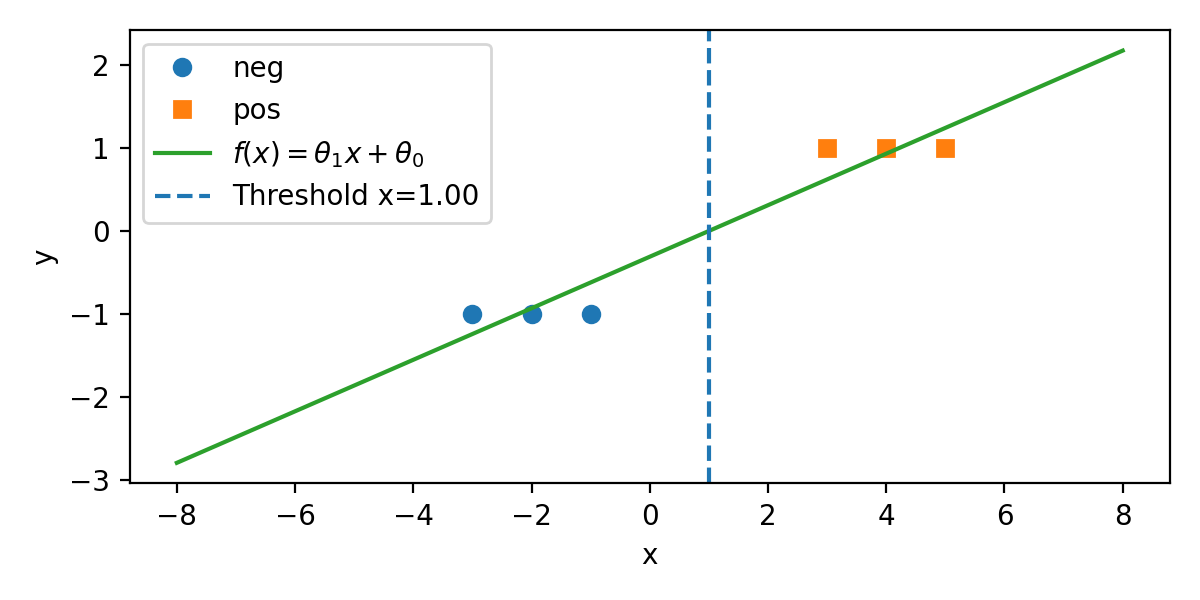 neg
pos
f(x) = θ₁x + θ₀
Threshold x=1.00
y
2
1
0
−1
−2
−3
−8 −6 −4 −2 0 2 4 6 8
x